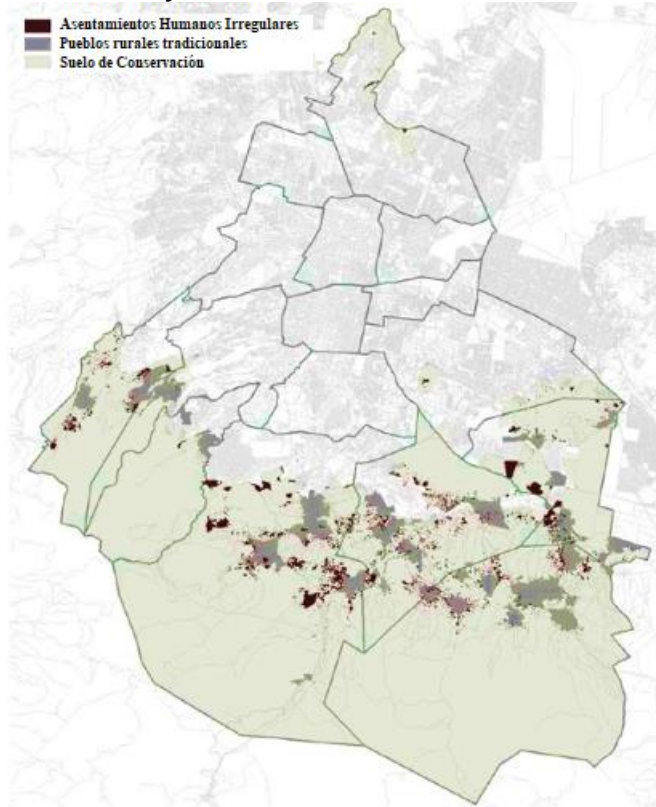 Asentamientos Humanos Irregulares
Pueblos rurales tradicionales
Suelo de Conservación